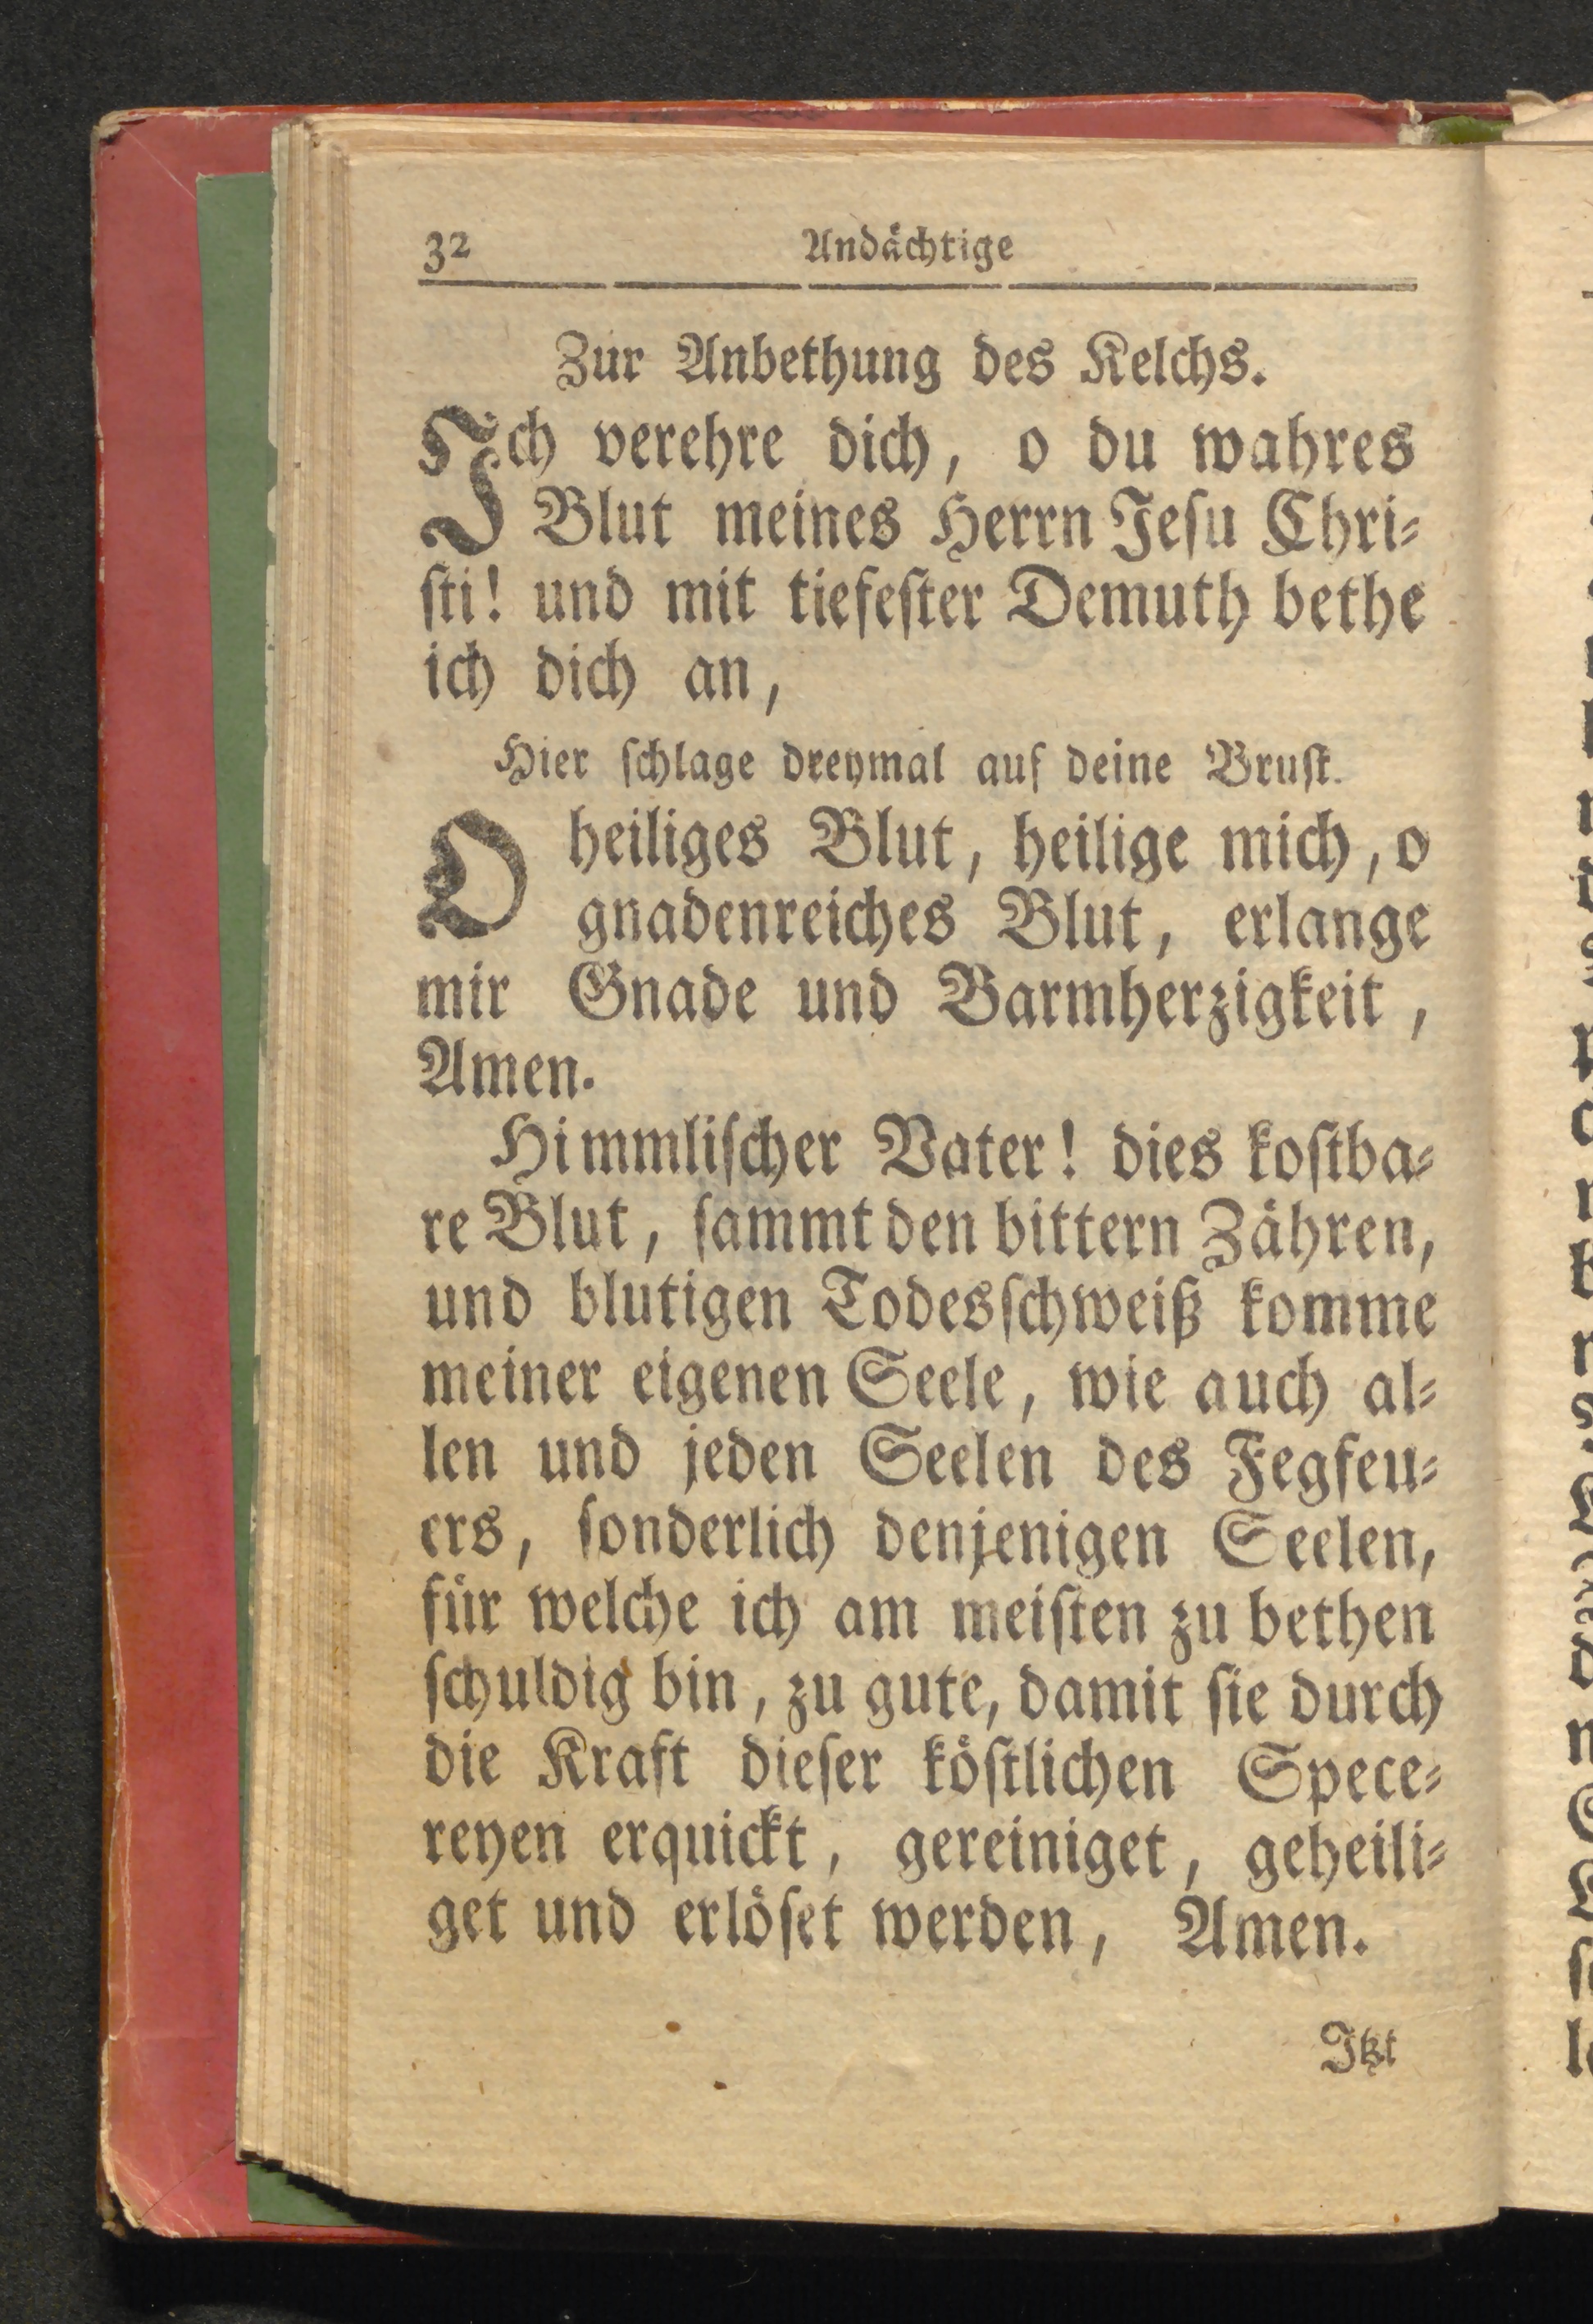 32 Andächtige
Zur Anbethung des Kelchs.
Ich verehre dich, o du wahres
Blut meines Herrn Jesu Chri⸗
sti! und mit tiefester Demuth bethe
ich dich an,
Hier schlage dreymal auf deine Brust.
O heiliges Blut, heilige mich, o
gnadenreiches Blut, erlange
mir Gnade und Barmherzigkeit,
Amen.
Himmlischer Vater! dies kostba⸗
re Blut, sammt den bittern Zähren,
und blutigen Todesschweiß komme
meiner eigenen Seele, wie auch al⸗
len und jeden Seelen des Fegfeu⸗
ers, sonderlich denjenigen Seelen,
für welche ich am meisten zu bethen
schuldig bin, zu gute, damit sie durch
die Kraft dieser köstlichen Spece⸗
reyen erquickt, gereiniget, geheili⸗
get und erlöset werden, Amen.
Itzt